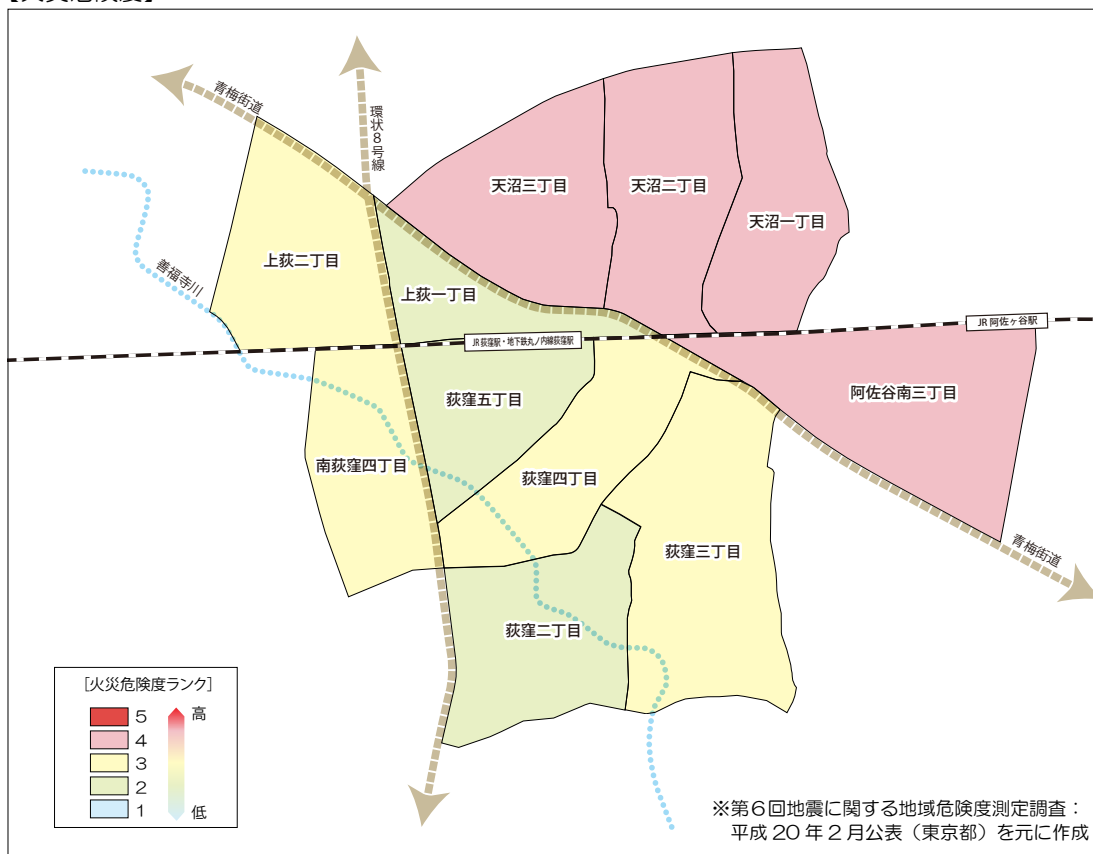 青梅街道
環状8号線
天沼三丁目
天沼二丁目
天沼一丁目
上荻二丁目
善福寺川
上荻一丁目
JR 阿佐ヶ谷駅
JR 荻窪駅・地下鉄丸ノ内線荻窪駅
阿佐谷南三丁目
荻窪五丁目
南荻窪四丁目
荻窪四丁目
荻窪三丁目
青梅街道
荻窪二丁目
[火災危険度ランク]
5
高
4
3
2
1
低
※第6回地震に関する地域危険度測定調査：
平成20年2月公表（東京都）を元に作成